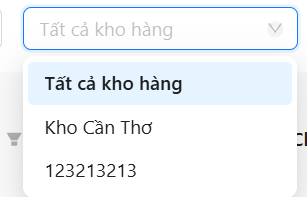 Tất cả kho hàng
Tất cả kho hàng
Kho Cần Thơ
123213213